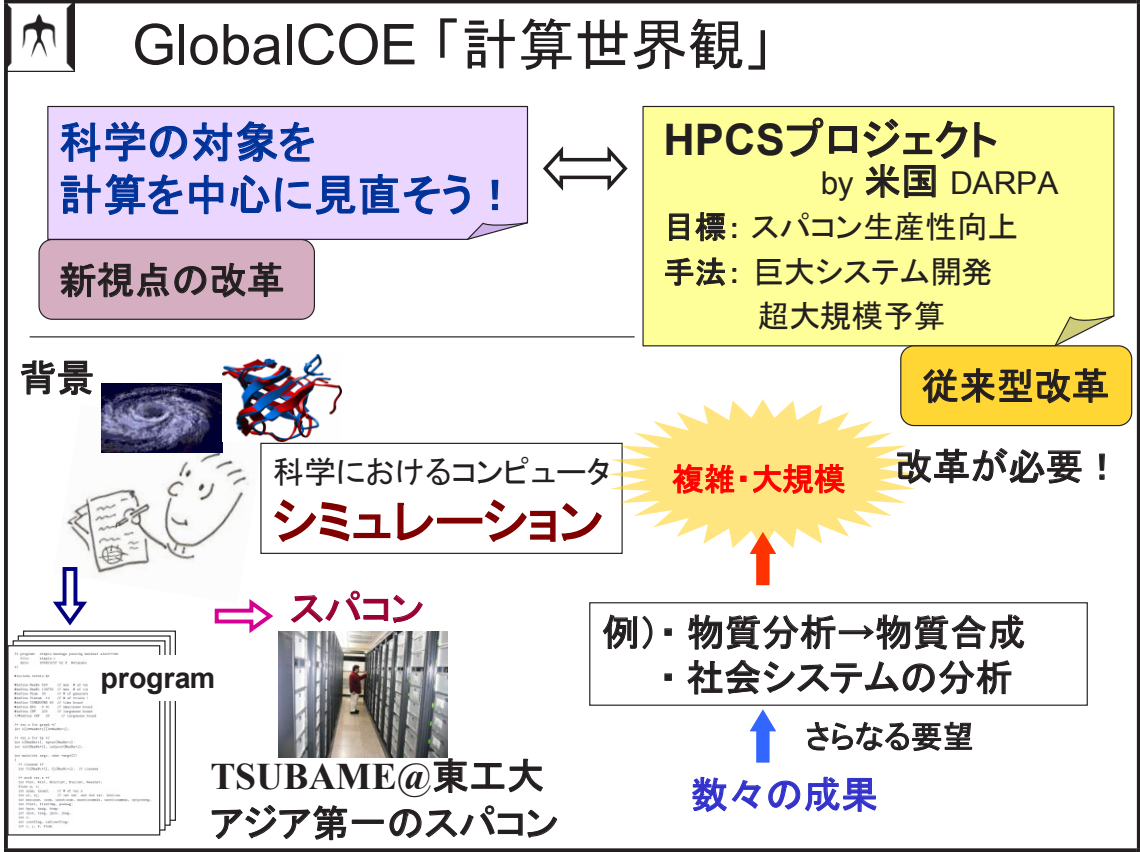 GlobalCOE「計算世界観」
科学の対象を
計算を中心に見直そう！
新視点の改革
HPCSプロジェクト
by 米国 DARPA
目標： スパコン生産性向上
手法： 巨大システム開発
超大規模予算
従来型改革
背景
科学におけるコンピュータ
シミュレーション
複雑・大規模
改革が必要！
スパコン
program
TSUBAME@東工大
アジア第一のスパコン
例）・ 物質分析→物質合成
・ 社会システムの分析
さらなる要望
数々の成果